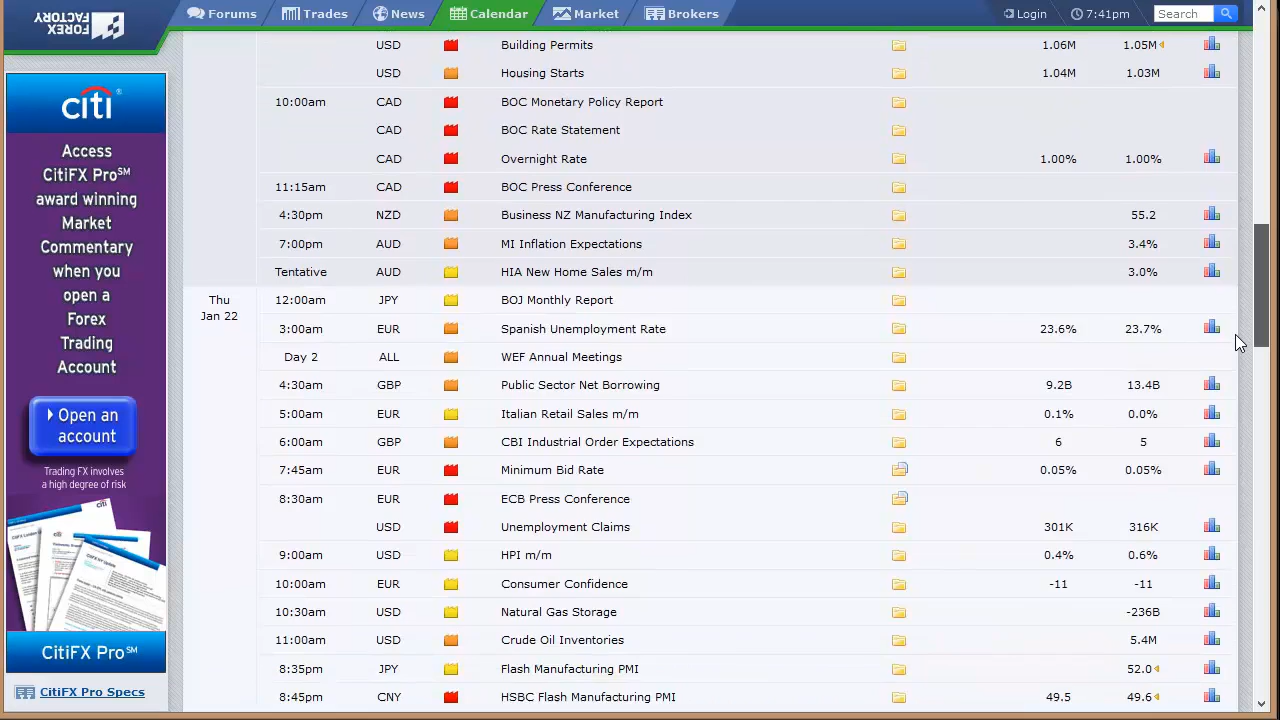 FOREX FACTORY
Forums Trades News Calendar Market Brokers Login 7:41pm Search
USD Building Permits 1.06M 1.05M
USD Housing Starts 1.04M 1.03M
10:00am CAD BOC Monetary Policy Report
CAD BOC Rate Statement
CAD Overnight Rate 1.00% 1.00%
11:15am CAD BOC Press Conference
4:30pm NZD Business NZ Manufacturing Index 55.2
7:00pm AUD MI Inflation Expectations 3.4%
Tentative AUD HIA New Home Sales m/m 3.0%
Thu 12:00am JPY BOJ Monthly Report
Jan 22
3:00am EUR Spanish Unemployment Rate 23.6% 23.7%
Day 2 ALL WEF Annual Meetings
4:30am GBP Public Sector Net Borrowing 9.2B 13.4B
5:00am EUR Italian Retail Sales m/m 0.1% 0.0%
6:00am GBP CBI Industrial Order Expectations 6 5
7:45am EUR Minimum Bid Rate 0.05% 0.05%
8:30am EUR ECB Press Conference
USD Unemployment Claims 301K 316K
9:00am USD HPI m/m 0.4% 0.6%
10:00am EUR Consumer Confidence -11 -11
10:30am USD Natural Gas Storage -236B
11:00am USD Crude Oil Inventories 5.4M
8:35pm JPY Flash Manufacturing PMI 52.0
8:45pm CNY HSBC Flash Manufacturing PMI 49.5 49.6
citi®
Access
CitiFX Pro℠
award winning
Market
Commentary
when you
open a
Forex
Trading
Account
Open an
account
Trading FX involves
a high degree of risk
citi
CitiFX Pro℠
CitiFX Pro Specs